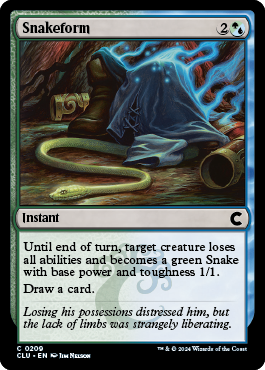 Snakeform 2
Instant
Until end of turn, target creature loses
all abilities and becomes a green Snake
with base power and toughness 1/1.
Draw a card.
Losing his possessions distressed him, but
the lack of limbs was strangely liberating.
C 0209
CLU • EN Jim Nelson
™ & © 2024 Wizards of the Coast